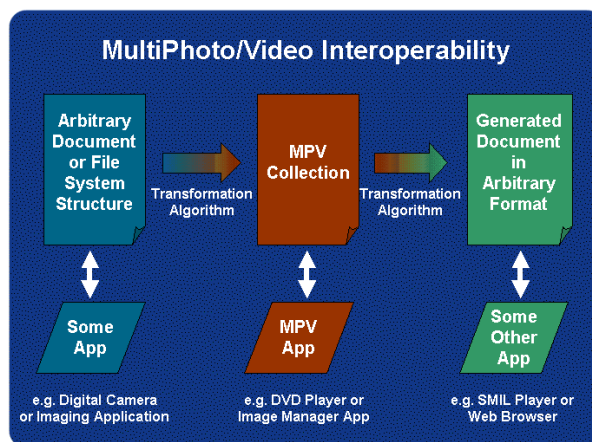 MultiPhoto/Video Interoperability
Arbitrary
Document
or File
System
Structure
Transformation
Algorithm
MPV
Collection
Transformation
Algorithm
Generated
Document
in
Arbitrary
Format
Some
App
MPV
App
Some
Other
App
e.g. Digital Camera
or Imaging Application
e.g. DVD Player or
Image Manager App
e.g. SMIL Player or
Web Browser